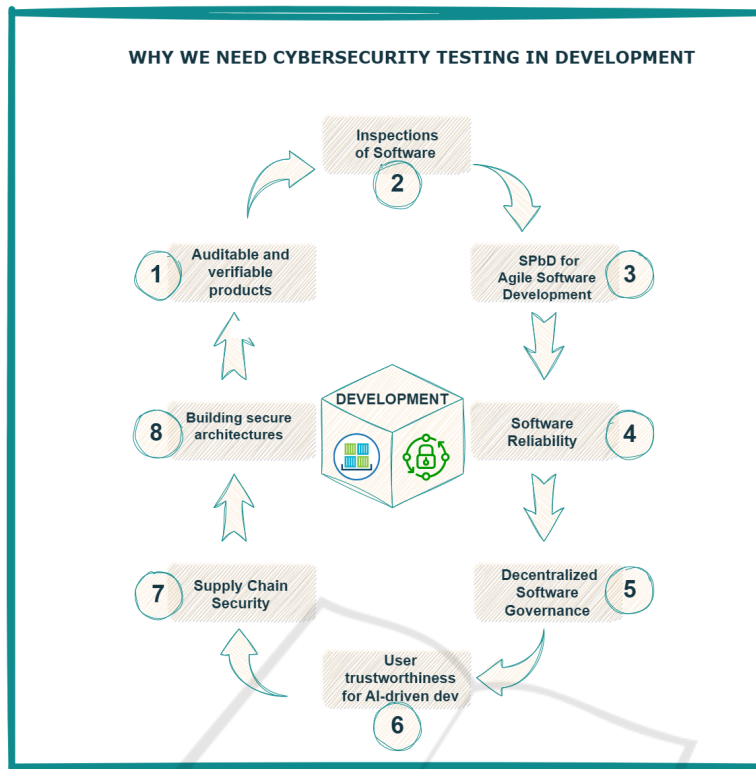 WHY WE NEED CYBERSECURITY TESTING IN DEVELOPMENT
Inspections
of Software
2
1
Auditable and
verifiable
products
SPbD for
Agile Software
Development
3
DEVELOPMENT
8
Building secure
architectures
Software
Reliability
4
7
Supply Chain
Security
Decentralized
Software
Governance
5
User
trustworthiness
for AI-driven dev
6